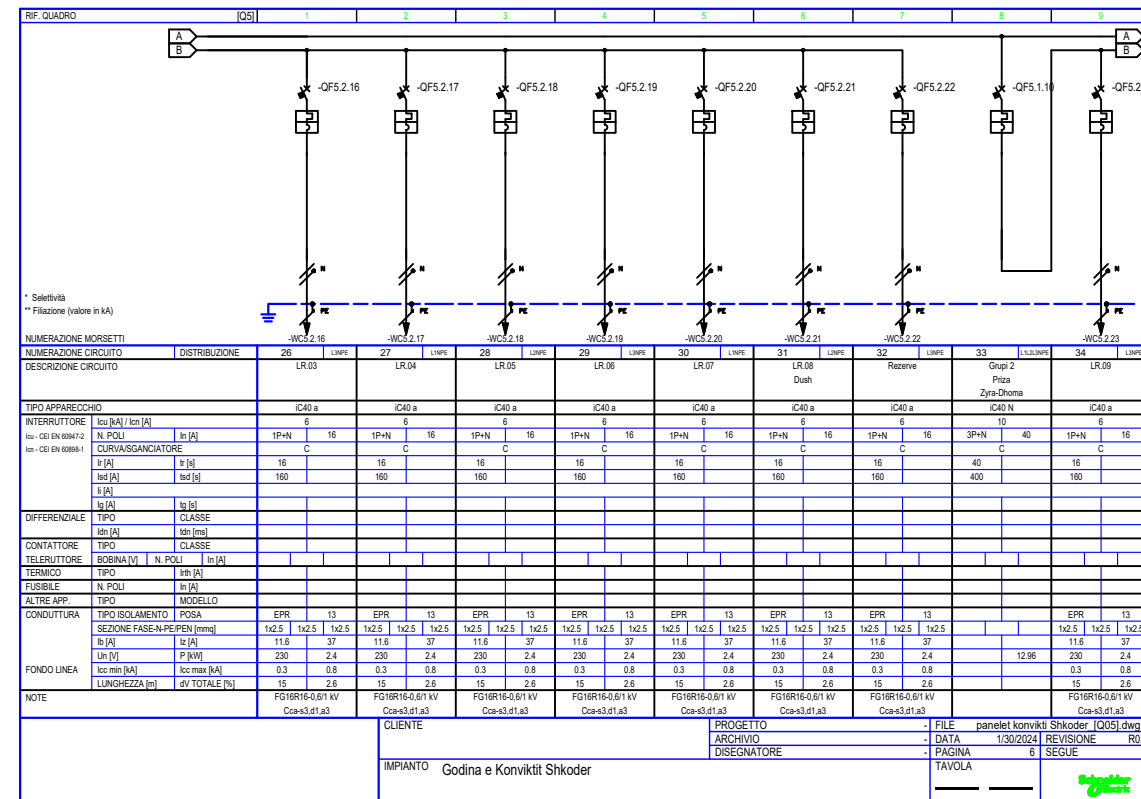 RIF. QUADRO [Q5] 1 2 3 4 5 6 7 8 9
A A
B B
-QF5.2.16 -QF5.2.17 -QF5.2.18 -QF5.2.19 -QF5.2.20 -QF5.2.21 -QF5.2.22 -QF5.1.10 -QF5.2
N N N N N N N N
* Selettività
** Filiazione (valore in kA)
PE PE PE PE PE PE PE PE
NUMERAZIONE MORSETTI -WC5.2.16 -WC5.2.17 -WC5.2.18 -WC5.2.19 -WC5.2.20 -WC5.2.21 -WC5.2.22 -WC5.2.23
NUMERAZIONE CIRCUITO DISTRIBUZIONE 26 L3NPE 27 L1NPE 28 L2NPE 29 L3NPE 30 L1NPE 31 L2NPE 32 L3NPE 33 L1L2L3NPE 34 L3NPE
DESCRIZIONE CIRCUITO LR.03 LR.04 LR.05 LR.06 LR.07 LR.08 Rezerve Grupi 2 LR.09
Dush Priza
Zyra-Dhoma
TIPO APPARECCHIO iC40 a iC40 a iC40 a iC40 a iC40 a iC40 a iC40 a iC40 N iC40 a
INTERRUTTORE Icu [kA] / Icn [A] 6 6 6 6 6 6 6 10 6
Icu - CEI EN 60947-2 N. POLI In [A] 1P+N 16 1P+N 16 1P+N 16 1P+N 16 1P+N 16 1P+N 16 1P+N 16 3P+N 40 1P+N 16
Icn - CEI EN 60898-1 CURVA/SGANCIATORE C C C C C C C C C
Ir [A] tr [s] 16 16 16 16 16 16 16 40 16
Isd [A] tsd [s] 160 160 160 160 160 160 160 400 160
Ii [A]
Ig [A] tg [s]
DIFFERENZIALE TIPO CLASSE
Idn [A] tdn [ms]
CONTATTORE TIPO CLASSE
TELERUTTORE BOBINA [V] N. POLI In [A]
TERMICO TIPO Irth [A]
FUSIBILE N. POLI In [A]
ALTRE APP. TIPO MODELLO
CONDUTTURA TIPO ISOLAMENTO POSA EPR 13 EPR 13 EPR 13 EPR 13 EPR 13 EPR 13 EPR 13 EPR 13
SEZIONE FASE-N-PE/PEN [mmq] 1x2.5 1x2.5 1x2.5 1x2.5 1x2.5 1x2.5 1x2.5 1x2.5 1x2.5 1x2.5 1x2.5 1x2.5 1x2.5 1x2.5 1x2.5 1x2.5 1x2.5 1x2.5 1x2.5 1x2.5 1x2.5 1x2.5 1x2.5 1x2.5
Ib [A] Iz [A] 11.6 37 11.6 37 11.6 37 11.6 37 11.6 37 11.6 37 11.6 37 11.6 37
Un [V] P [kW] 230 2.4 230 2.4 230 2.4 230 2.4 230 2.4 230 2.4 230 2.4 12.96 230 2.4
FONDO LINEA Icc min [kA] Icc max [kA] 0.3 0.8 0.3 0.8 0.3 0.8 0.3 0.8 0.3 0.8 0.3 0.8 0.3 0.8 0.3 0.8
LUNGHEZZA [m] dV TOTALE [%] 15 2.6 15 2.6 15 2.6 15 2.6 15 2.6 15 2.6 15 2.6 15 2.6
NOTE FG16R16-0,6/1 kV FG16R16-0,6/1 kV FG16R16-0,6/1 kV FG16R16-0,6/1 kV FG16R16-0,6/1 kV FG16R16-0,6/1 kV FG16R16-0,6/1 kV FG16R16-0,6/1 kV
Cca-s3,d1,a3 Cca-s3,d1,a3 Cca-s3,d1,a3 Cca-s3,d1,a3 Cca-s3,d1,a3 Cca-s3,d1,a3 Cca-s3,d1,a3 Cca-s3,d1,a3
CLIENTE PROGETTO - FILE panelet konvikti Shkoder_[Q05].dwg
ARCHIVIO - DATA 1/30/2024 REVISIONE R0
DISEGNATORE - PAGINA 6 SEGUE
IMPIANTO Godina e Konviktit Shkoder TAVOLA
Schneider
Electric